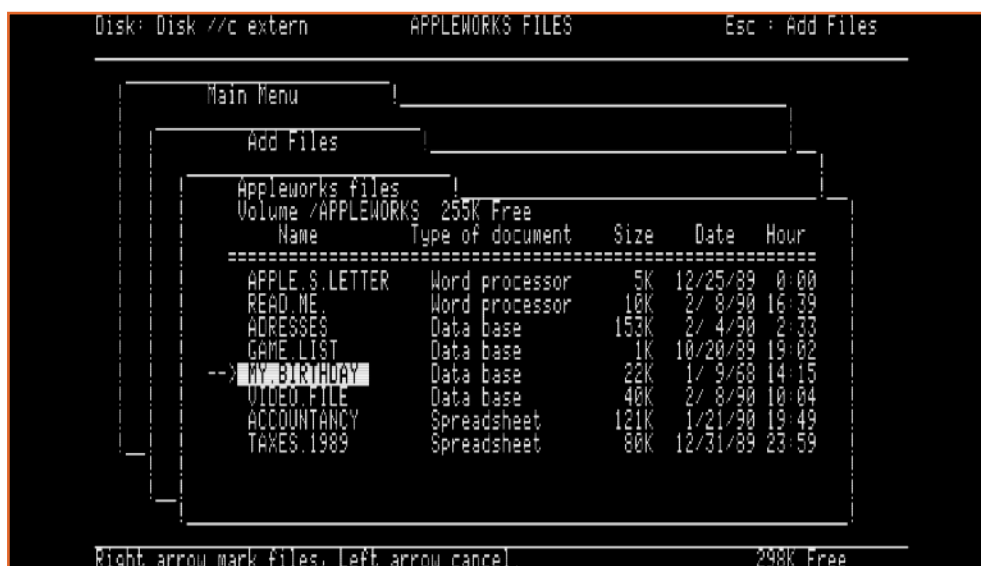 Disk: Disk //c extern APPLEWORKS FILES Esc : Add Files
Main Menu
Add Files
Appleworks files
Volume /APPLEWORKS 255K Free
Name Type of document Size Date Hour
==========================================================
APPLE.S.LETTER Word processor 5K 12/25/89 0:00
READ.ME. Word processor 10K 2/ 8/90 16:39
ADRESSES Data base 153K 2/ 4/90 2:33
GAME.LIST Data base 1K 10/20/89 19:02
--> MY.BIRTHDAY Data base 22K 1/ 9/68 14:15
VIDEO.FILE Data base 40K 2/ 8/90 10:04
ACCOUNTANCY Spreadsheet 121K 1/21/90 19:49
TAXES.1989 Spreadsheet 80K 12/31/89 23:59
Right arrow mark files, Left arrow cancel 298K Free